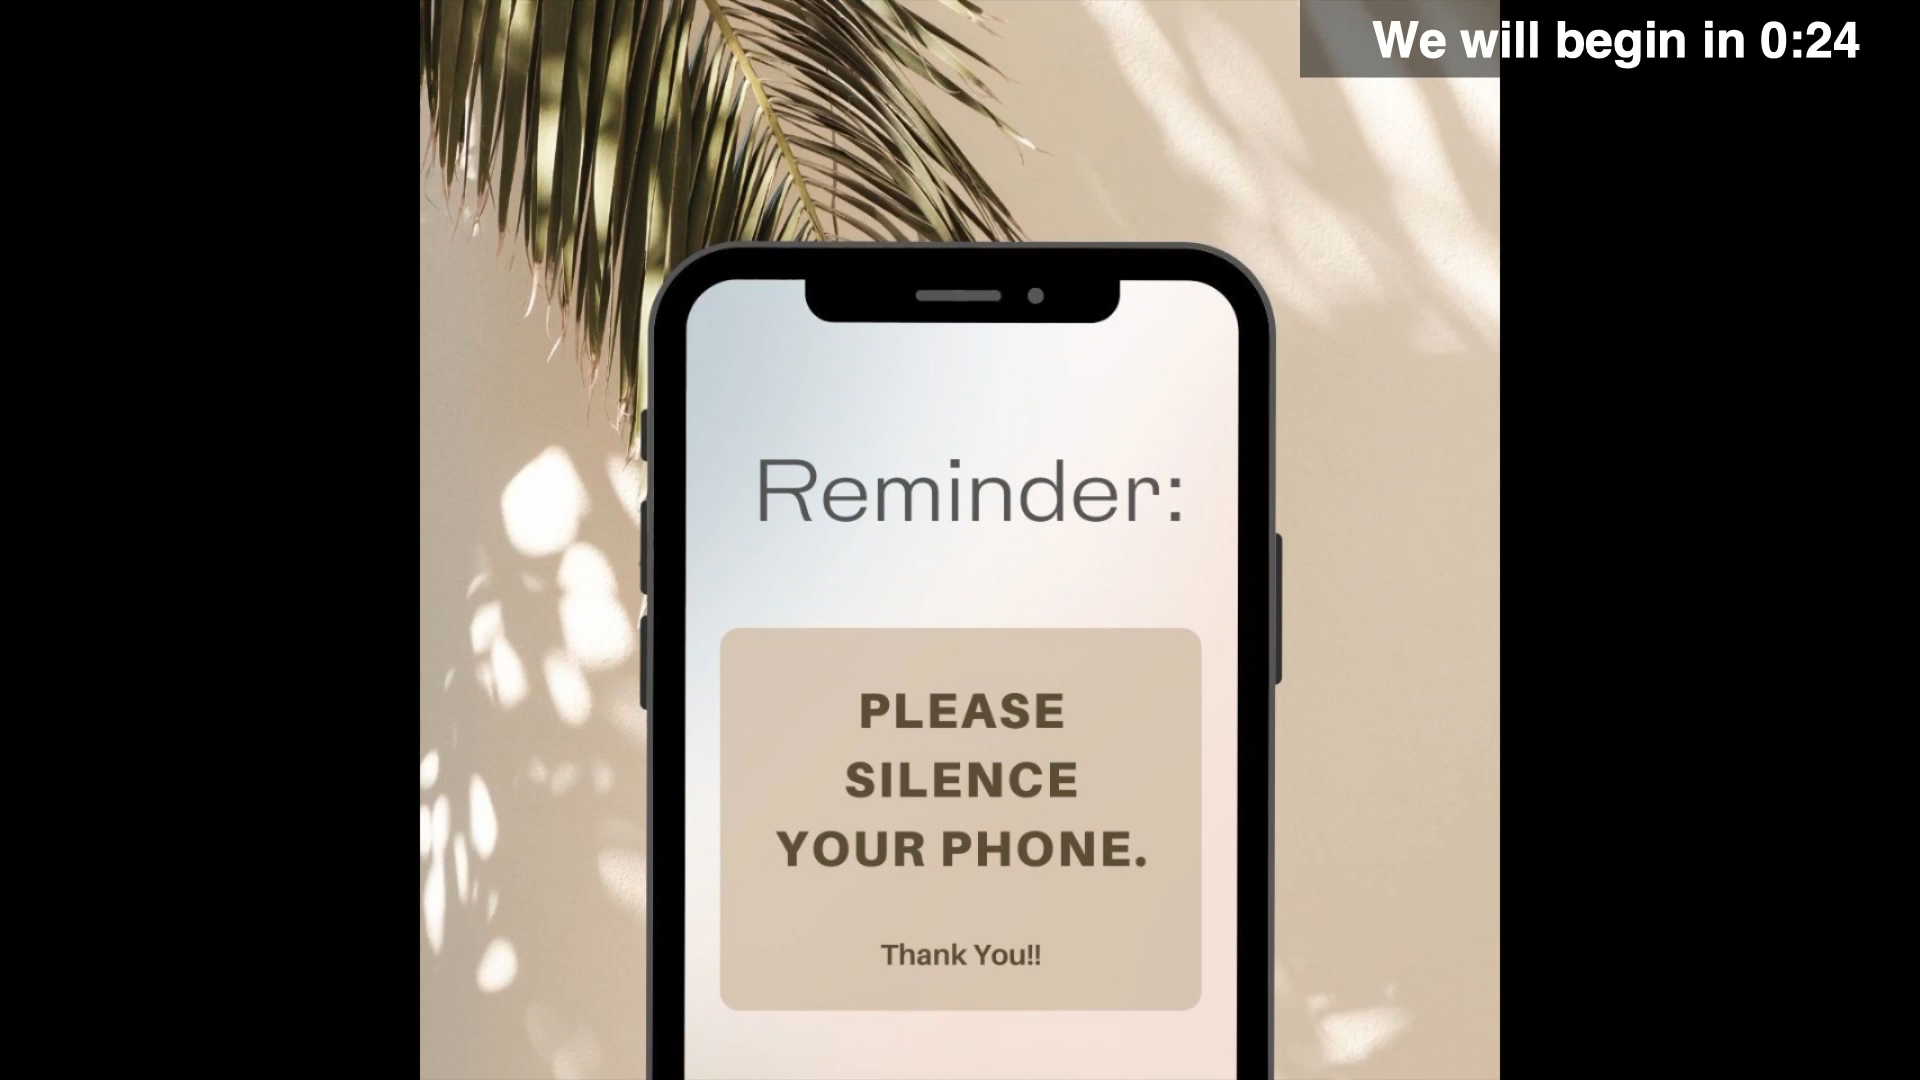 We will begin in 0:24
Reminder:
PLEASE
SILENCE
YOUR PHONE.
Thank You!!